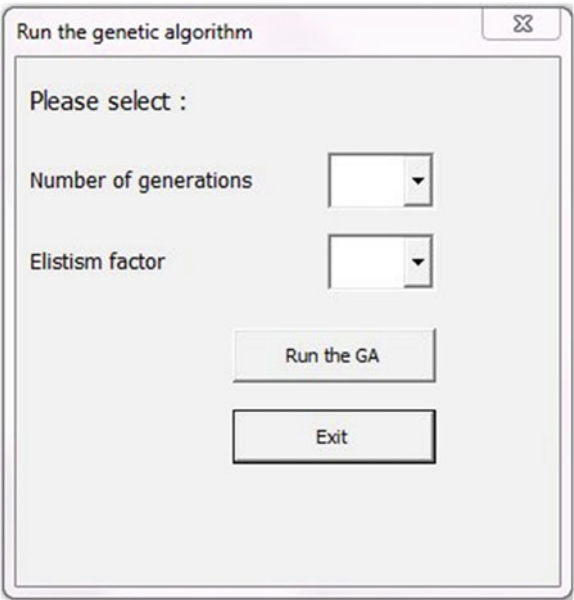 Run the genetic algorithm
Please select :
Number of generations
Elistism factor
Run the GA
Exit